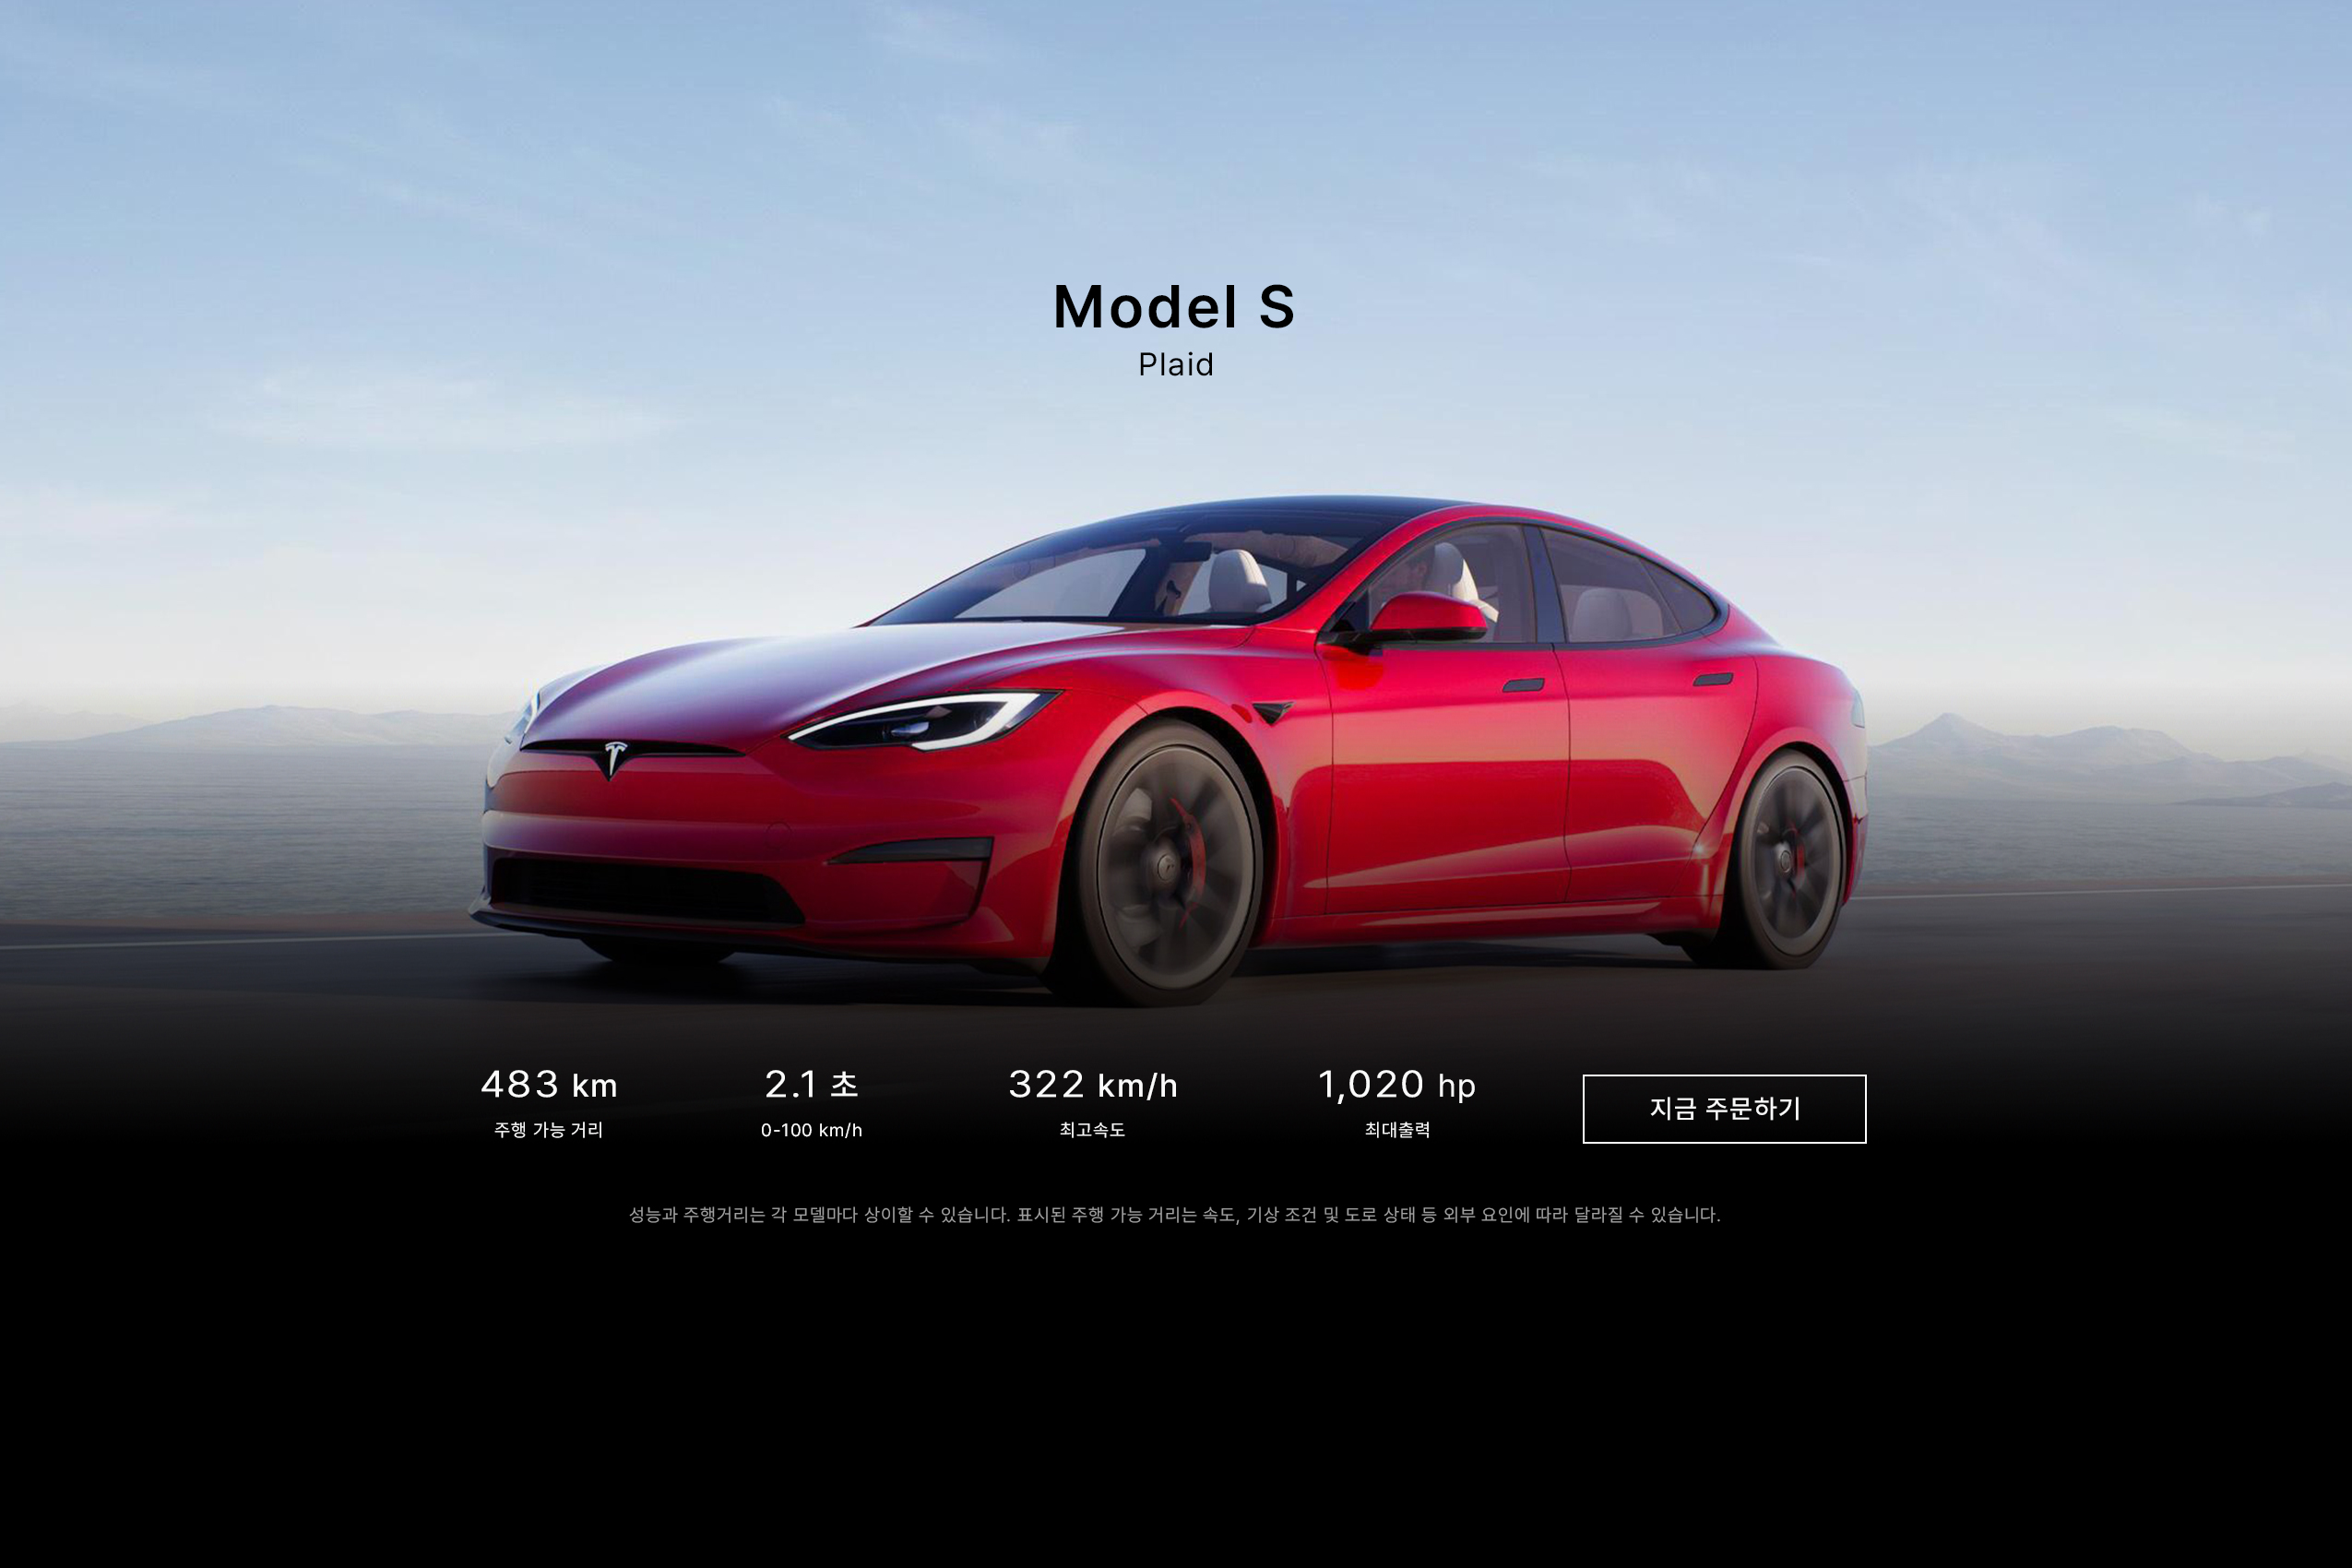 Model S
Plaid
483 km
주행 가능 거리
2.1 초
0-100 km/h
322 km/h
최고속도
1,020 hp
최대출력
지금 주문하기
성능과 주행거리는 각 모델마다 상이할 수 있습니다. 표시된 주행 가능 거리는 속도, 기상 조건 및 도로 상태 등 외부 요인에 따라 달라질 수 있습니다.